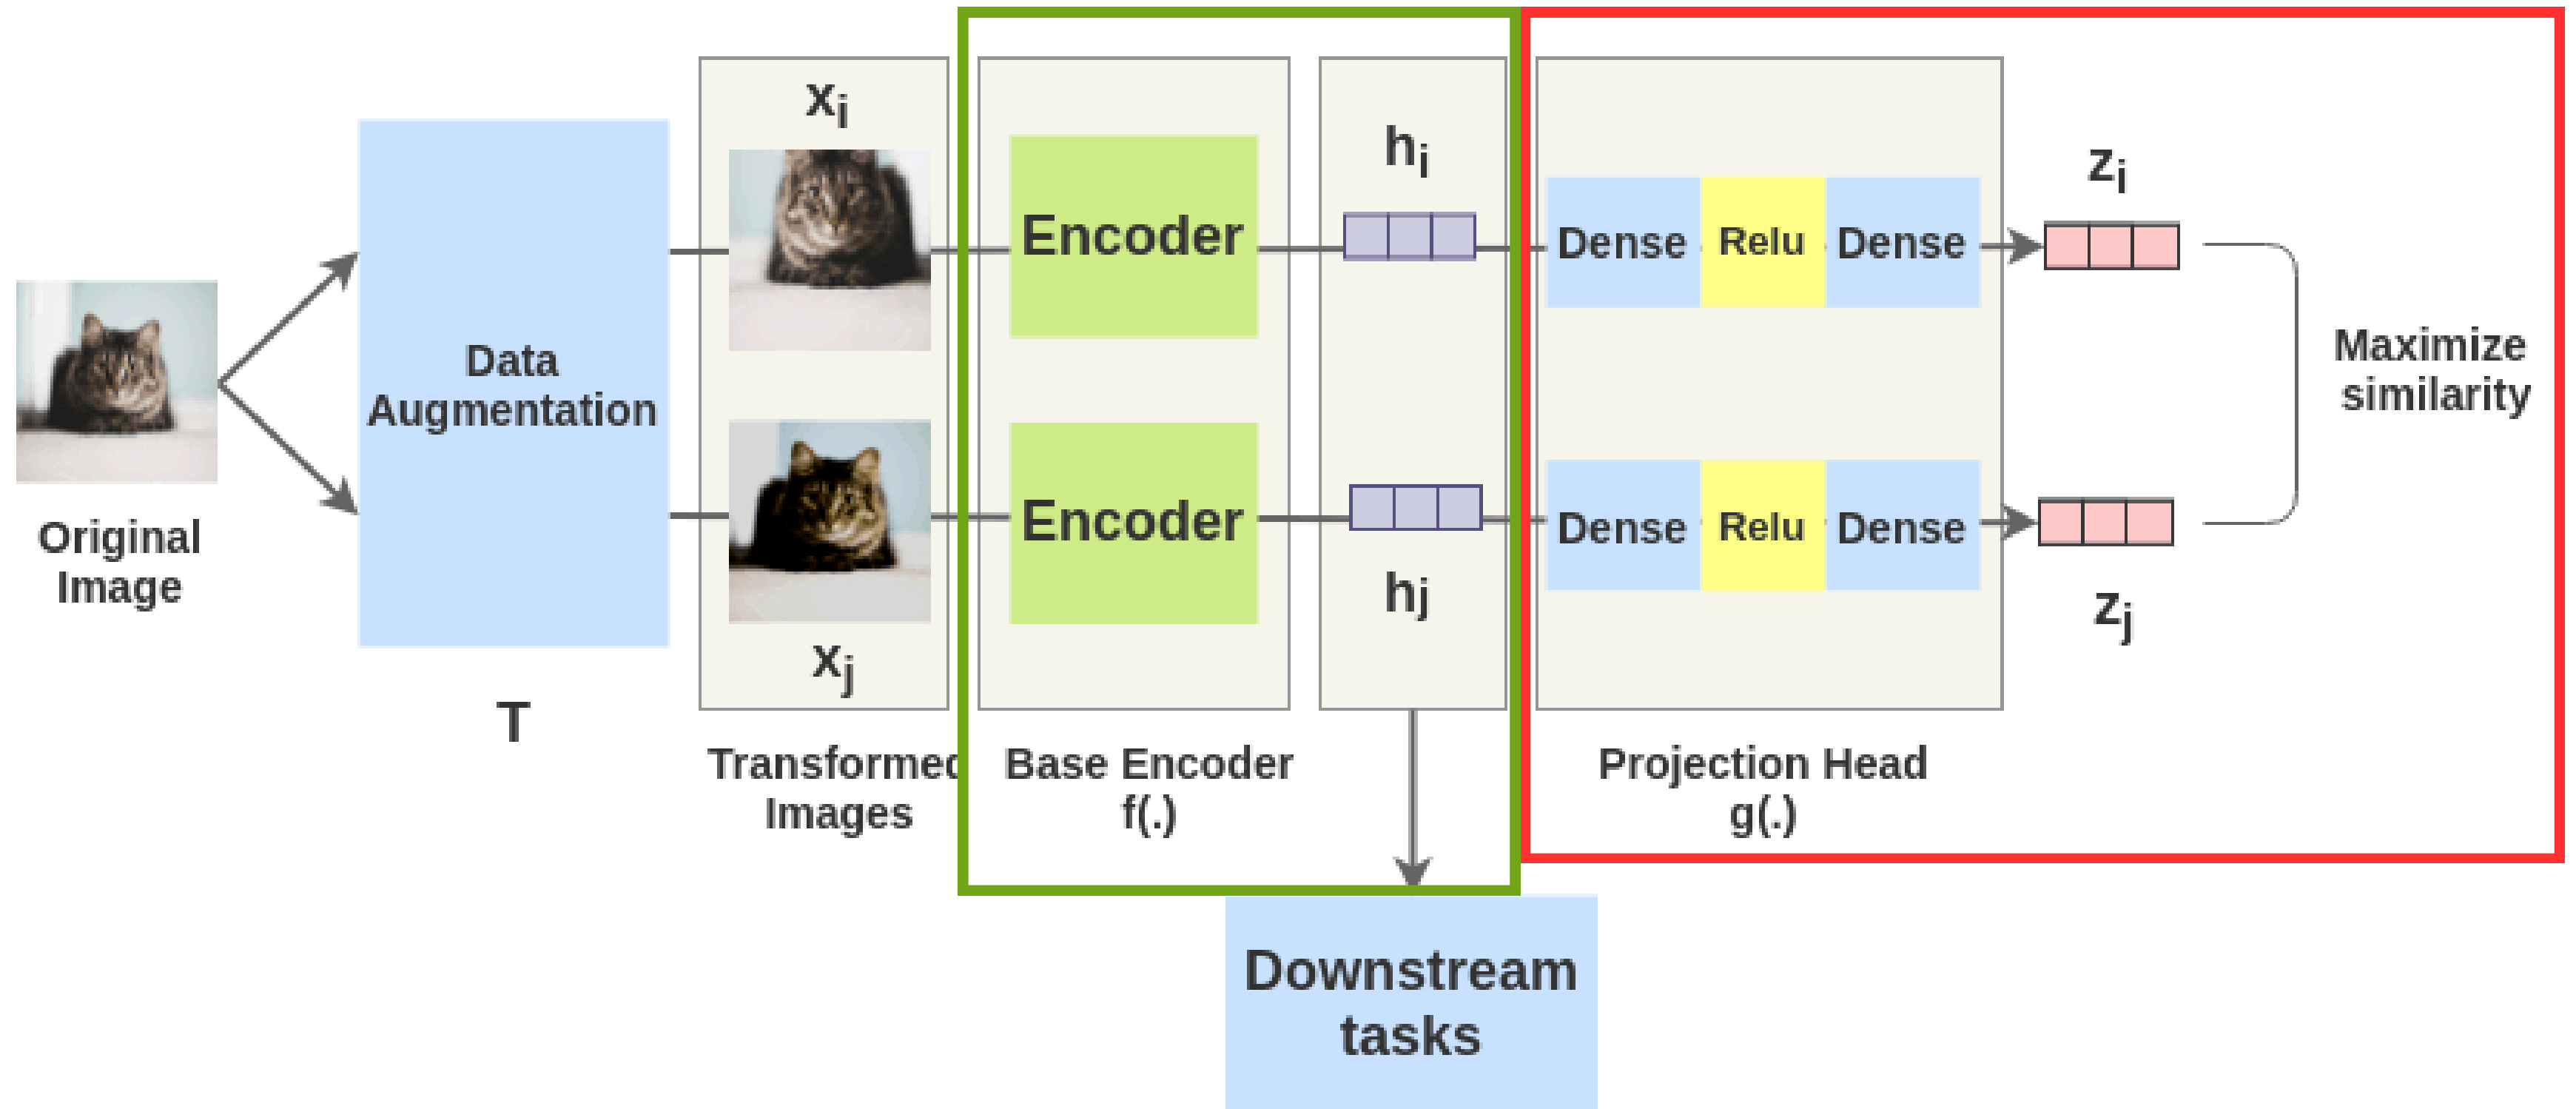 Original
Image
Data
Augmentation
T
xi
xj
Transformed
Images
Encoder
Encoder
Base Encoder
f(.)
hi
hj
Dense Relu Dense
Dense Relu Dense
Projection Head
g(.)
zi
zj
Maximize
similarity
Downstream
tasks